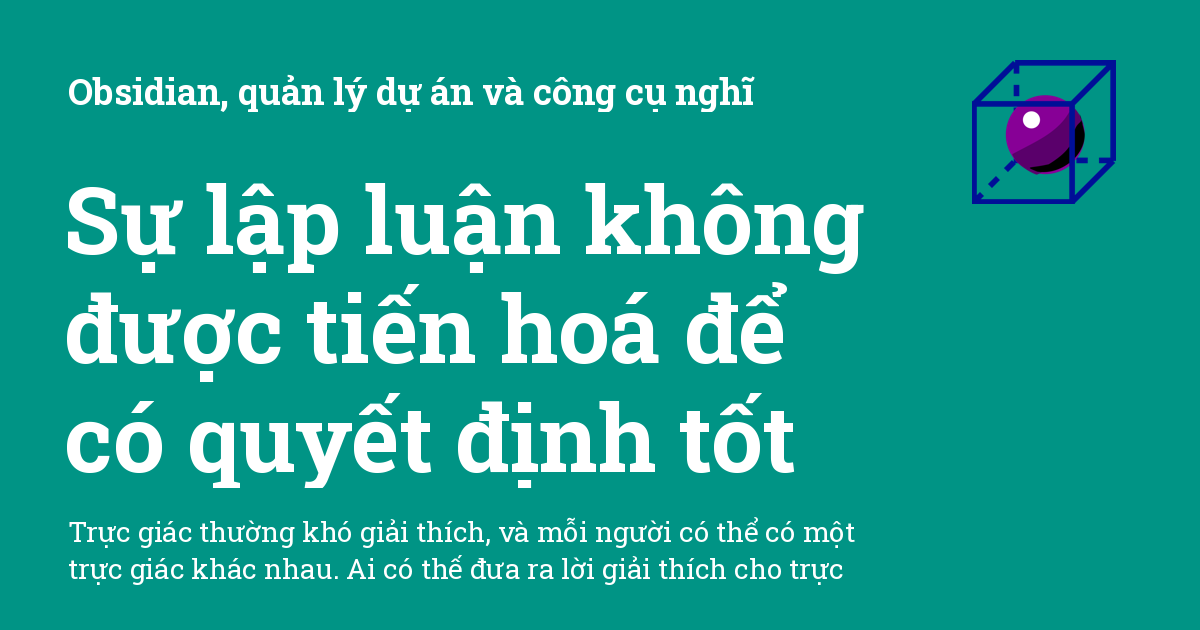 Obsidian, quản lý dự án và công cụ nghĩ
Sự lập luận không
được tiến hoá để
có quyết định tốt
Trực giác thường khó giải thích, và mỗi người có thể có một
trực giác khác nhau. Ai có thể đưa ra lời giải thích cho trực